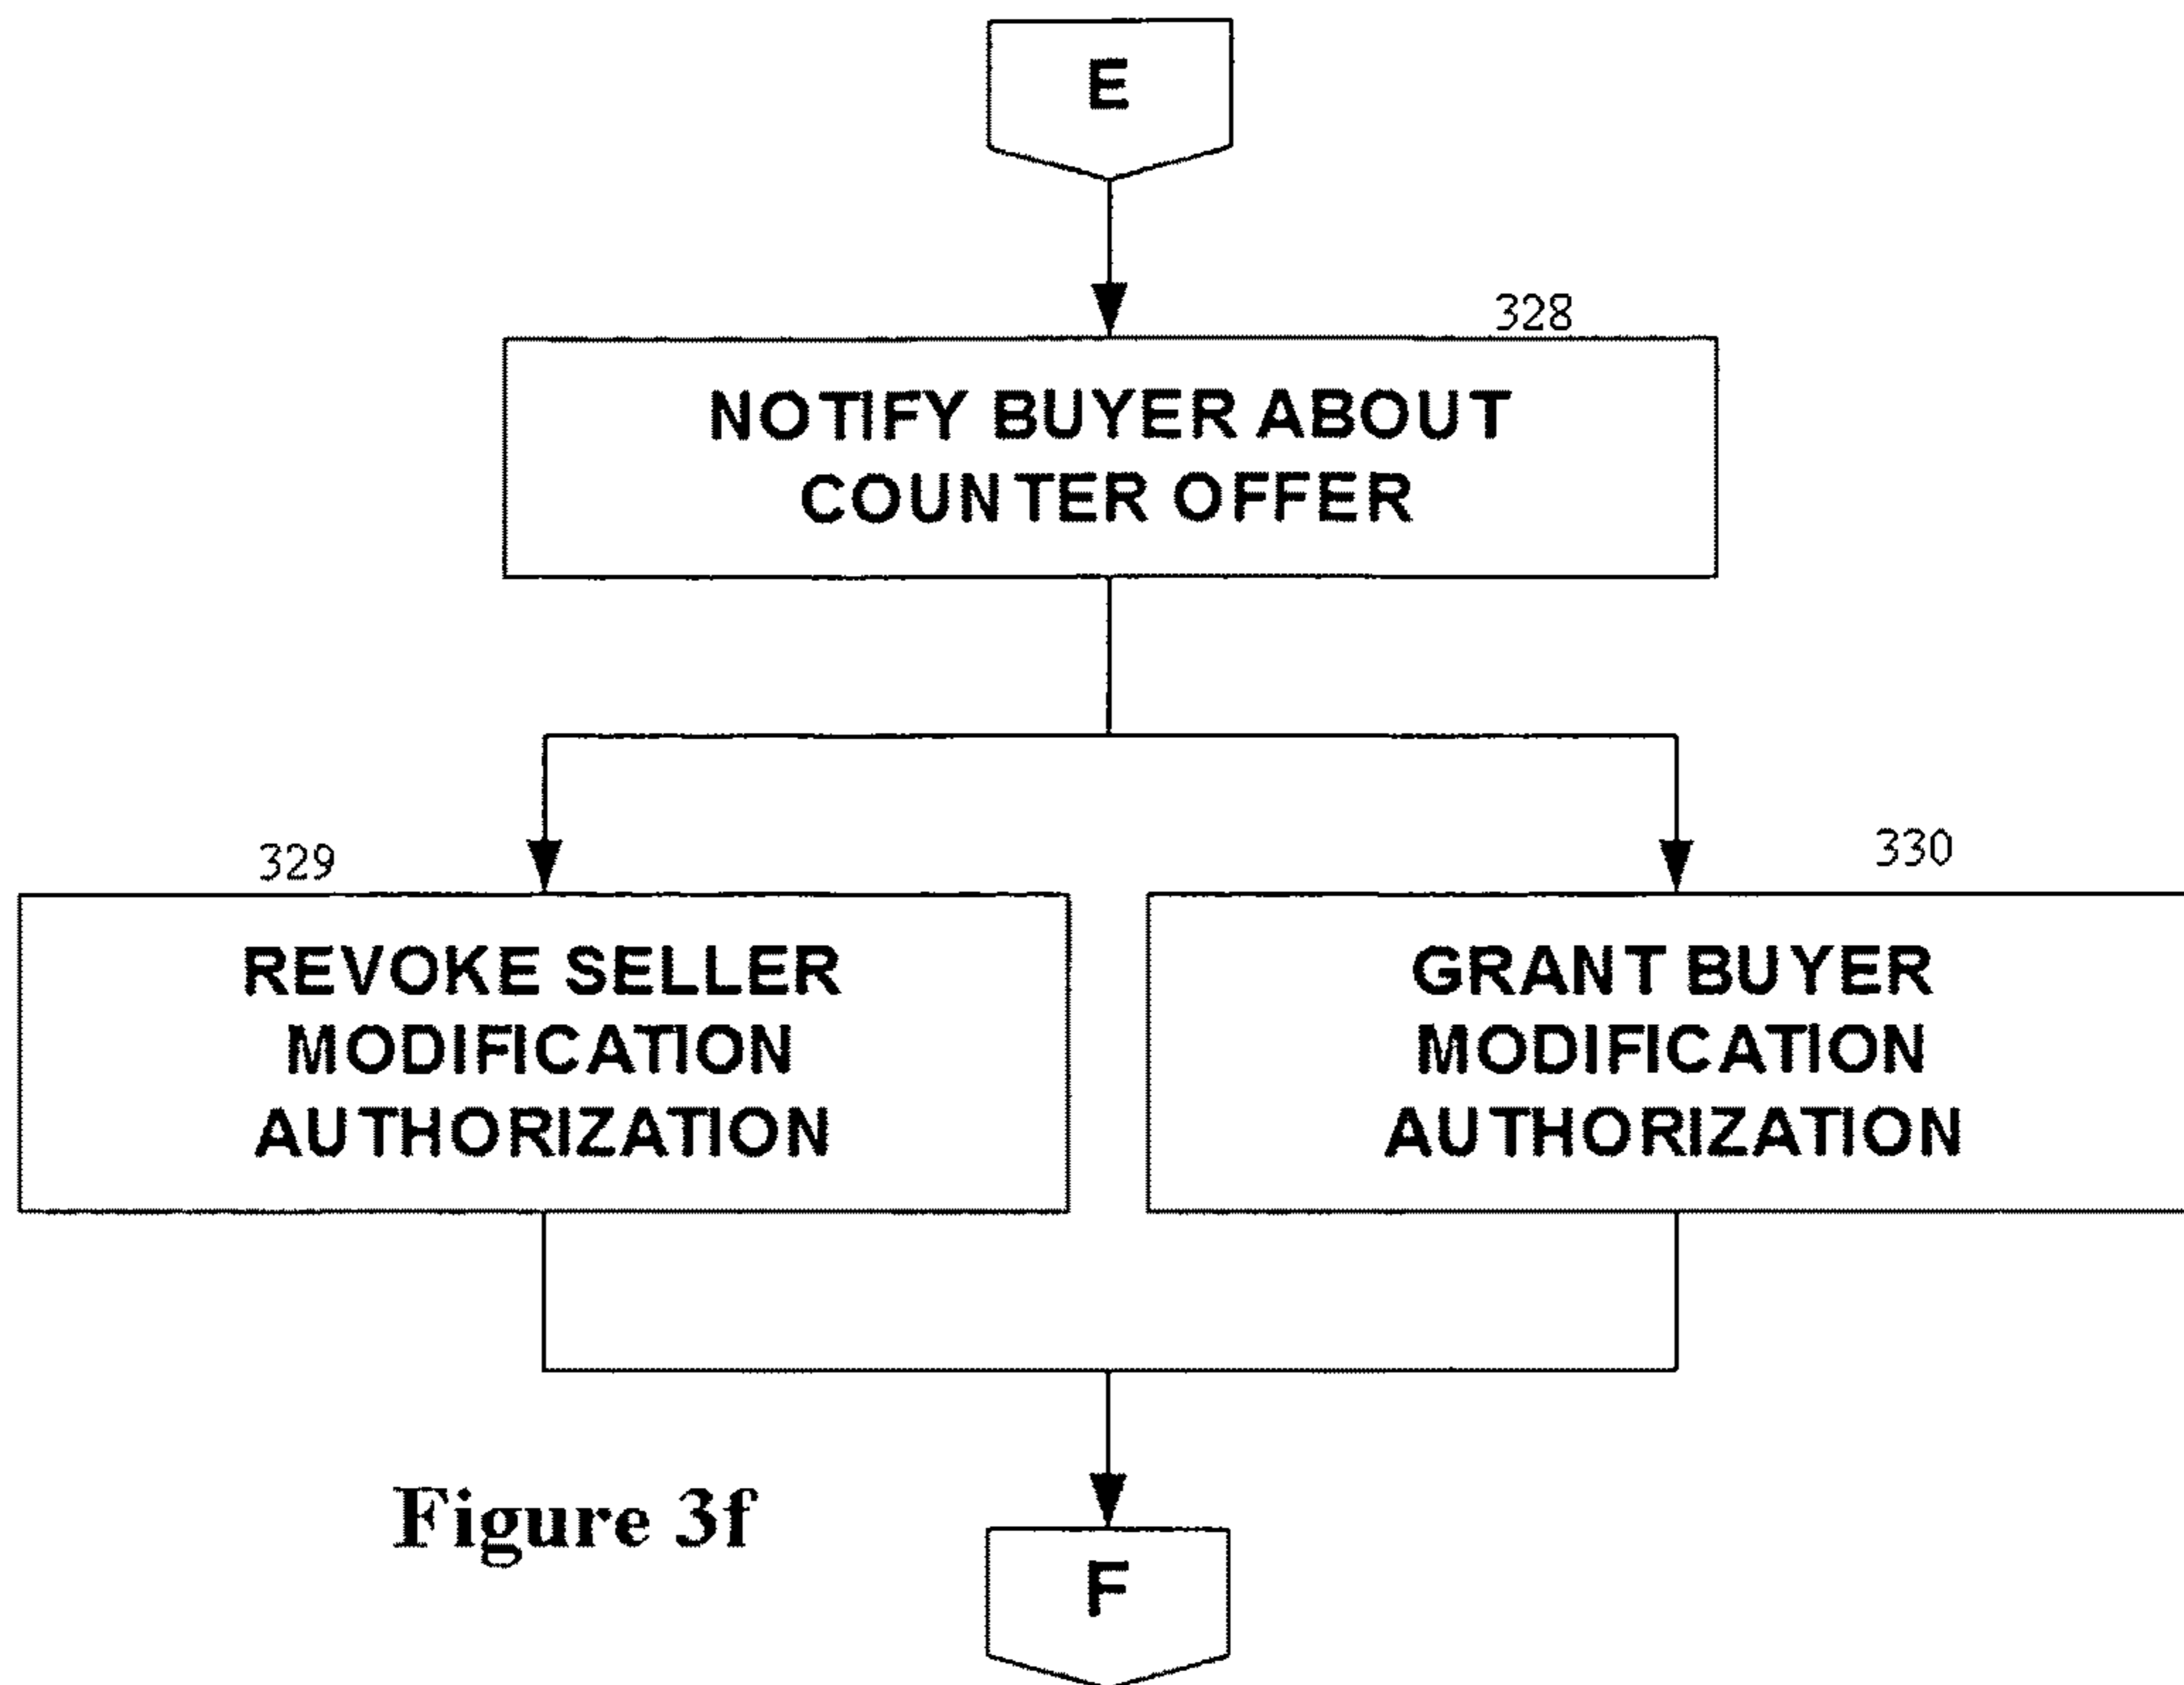 E
328
NOTIFY BUYER ABOUT
COUNTER OFFER
329
330
REVOKE SELLER
MODIFICATION
AUTHORIZATION
GRANT BUYER
MODIFICATION
AUTHORIZATION
Figure 3f
F